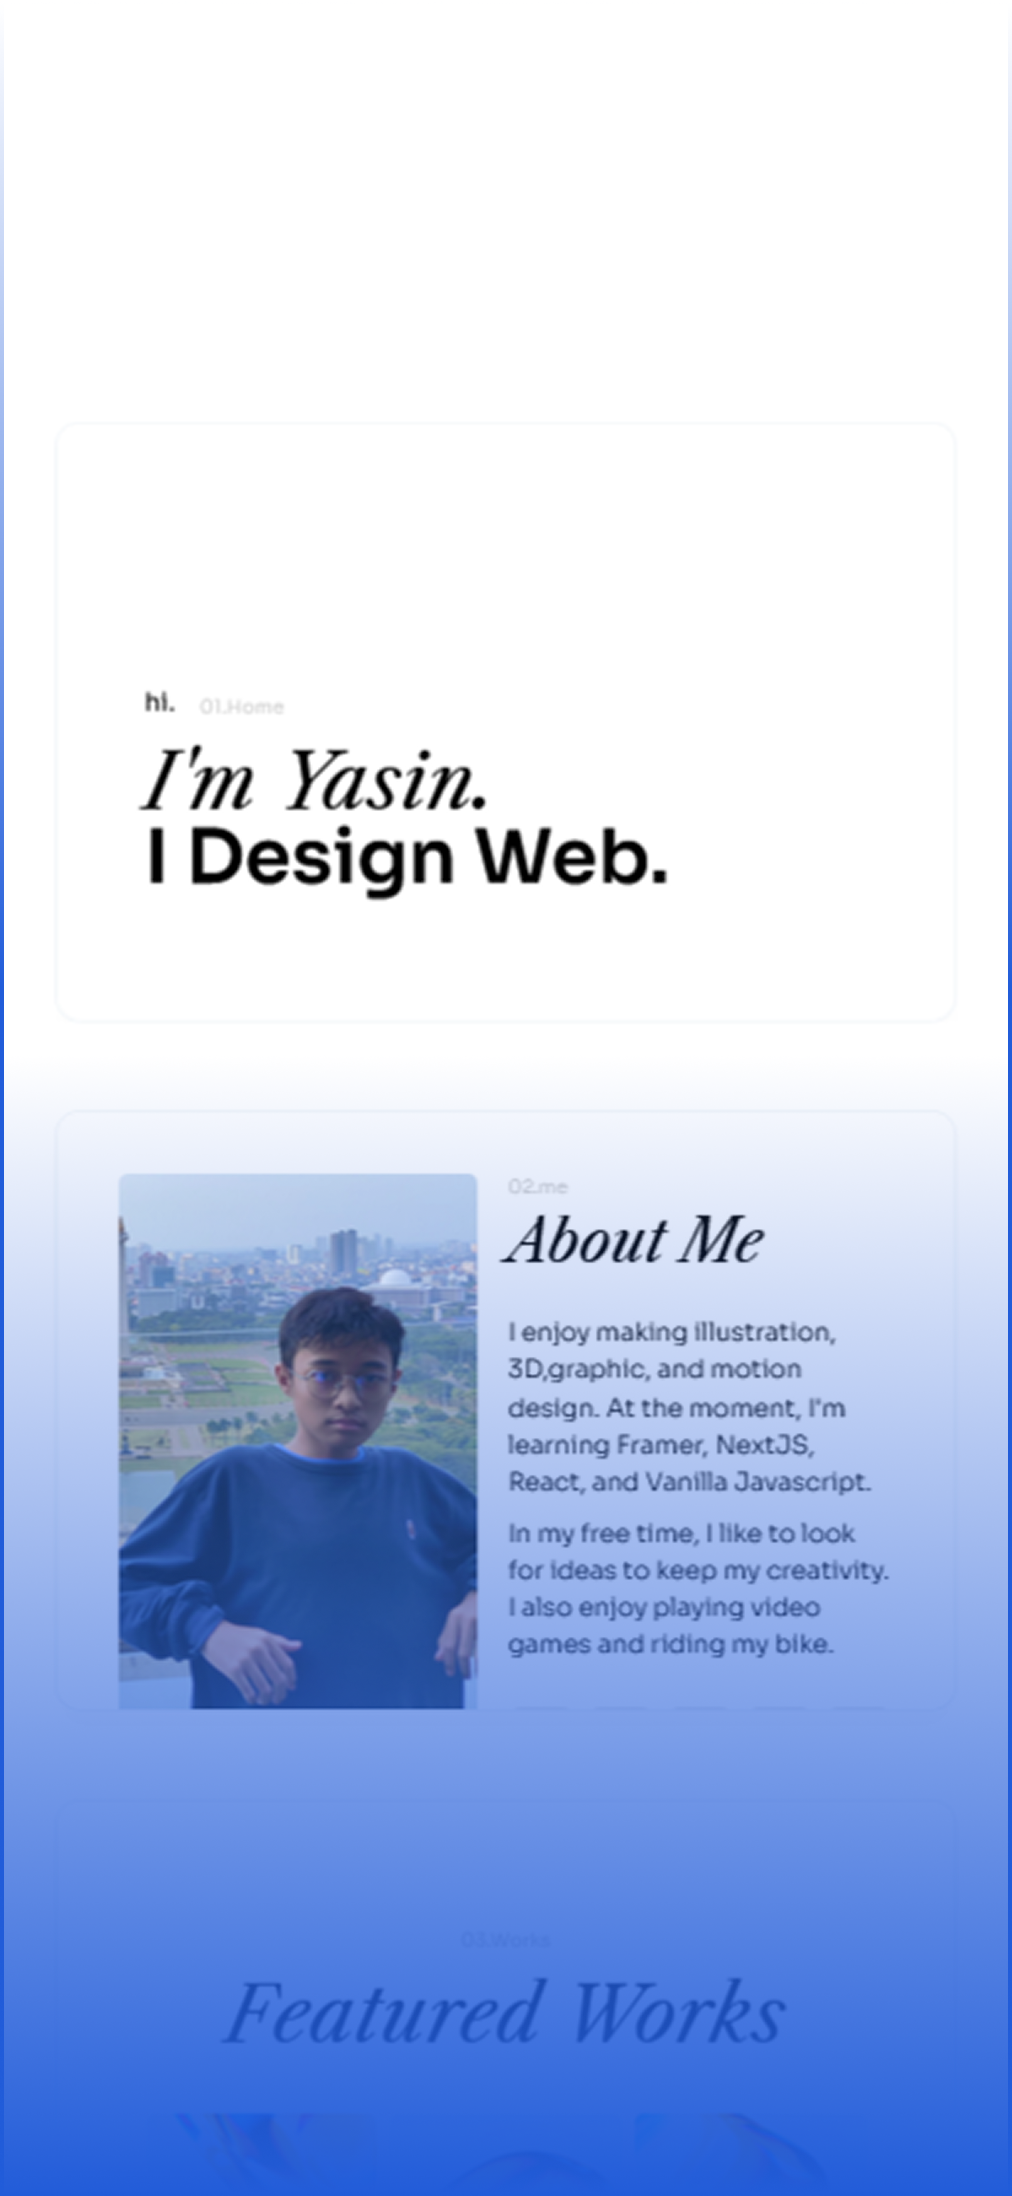 hi. 01.Home
I'm Yasin.
I Design Web.
02.me
About Me
I enjoy making illustration,
3D,graphic, and motion
design. At the moment, I'm
learning Framer, NextJS,
React, and Vanilla Javascript.
In my free time, I like to look
for ideas to keep my creativity.
I also enjoy playing video
games and riding my bike.
03.Works
Featured Works